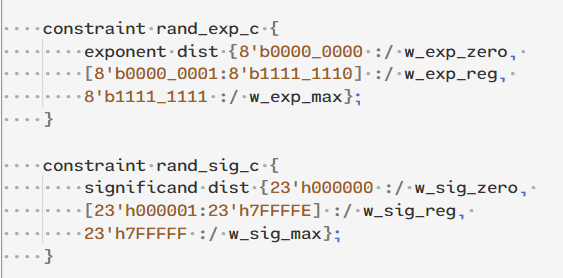 constraint rand_exp_c {
exponent dist {8'b0000_0000 :/ w_exp_zero,
[8'b0000_0001:8'b1111_1110] :/ w_exp_reg,
8'b1111_1111 :/ w_exp_max};
}
constraint rand_sig_c {
significand dist {23'h000000 :/ w_sig_zero,
[23'h000001:23'h7FFFFE] :/ w_sig_reg,
23'h7FFFFF :/ w_sig_max};
}